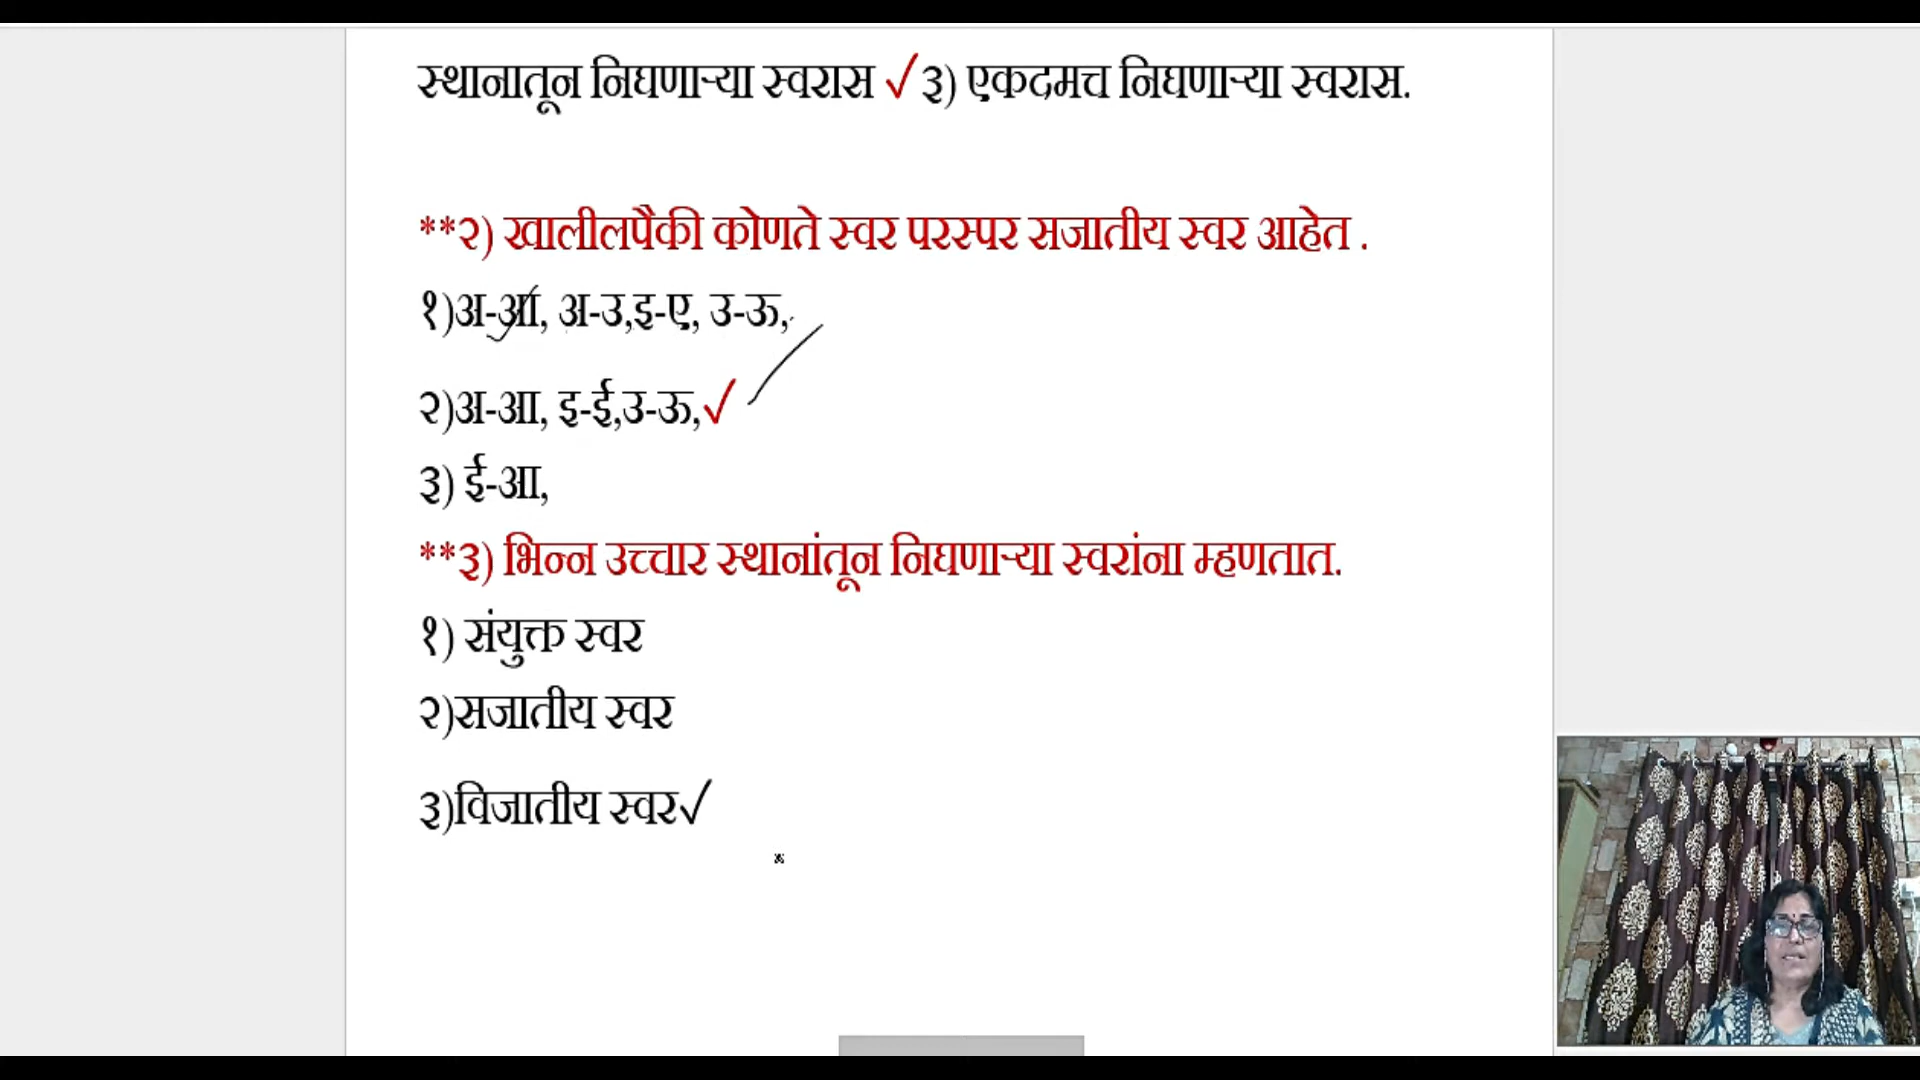 स्थानातून निघणाऱ्या स्वरास ✓३) एकदमच निघणाऱ्या स्वरास.
**२) खालीलपैकी कोणते स्वर परस्पर सजातीय स्वर आहेत .
१)अ-आ, अ-उ,इ-ए, उ-ऊ,
२)अ-आ, इ-ई,उ-ऊ,✓
३) ई-आ,
**३) भिन्न उच्चार स्थानांतून निघणाऱ्या स्वरांना म्हणतात.
१) संयुक्त स्वर
२)सजातीय स्वर
३)विजातीय स्वर✓